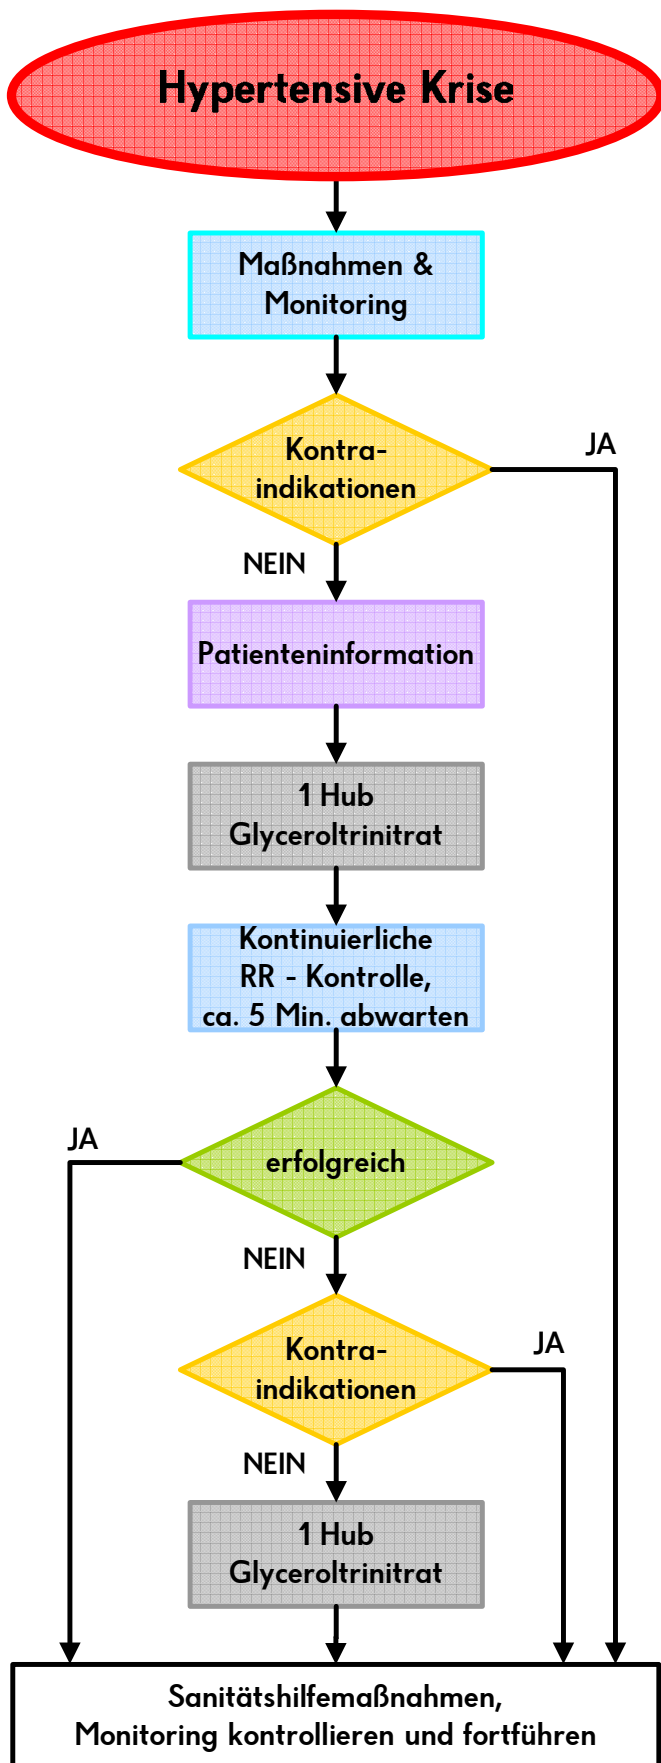 Hypertensive Krise
Maßnahmen &
Monitoring
Kontra-
indikationen
JA
NEIN
Patienteninformation
1 Hub
Glyceroltrinitrat
Kontinuierliche
RR - Kontrolle,
ca. 5 Min. abwarten
JA
erfolgreich
NEIN
Kontra-
indikationen
JA
NEIN
1 Hub
Glyceroltrinitrat
Sanitätshilfemaßnahmen,
Monitoring kontrollieren und fortführen